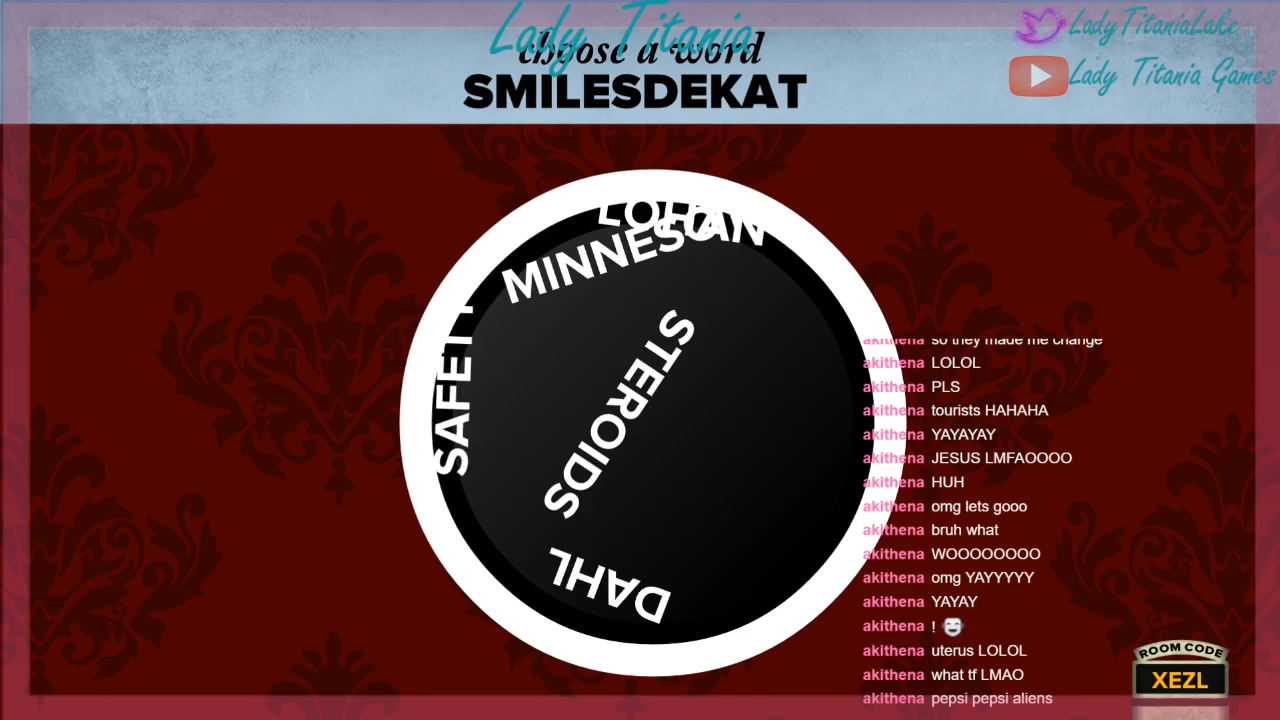 Lady Titania
choose a word
SMILESDEKAT
LadyTitaniaLake
Lady Titania Games
LOHAN
SAFETY
STEROIDS
DAHL
akithena so they made me change
akithena LOLOL
akithena PLS
akithena tourists HAHAHA
akithena YAYAYAY
akithena JESUS LMFAOOOO
akithena HUH
akithena omg lets gooo
akithena bruh what
akithena WOOOOOOOO
akithena omg YAYYYYY
akithena YAYAY
akithena !
akithena uterus LOLOL
akithena what tf LMAO
akithena pepsi pepsi aliens
ROOM CODE
XEZL